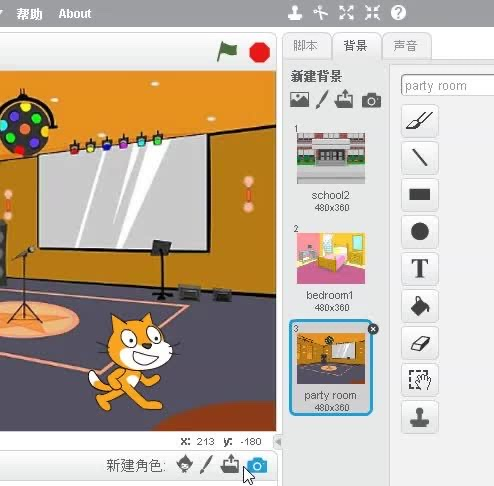 帮助 About
脚本 背景 声音
新建背景
party room
1
school2
480x360
2
bedroom1
480x360
3
party room
480x360
T
x: 213 y: -180
新建角色: